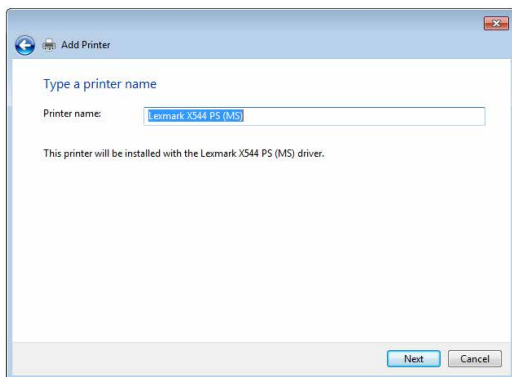 Add Printer
Type a printer name
Printer name: Lexmark X544 PS (MS)
This printer will be installed with the Lexmark X544 PS (MS) driver.
Next Cancel